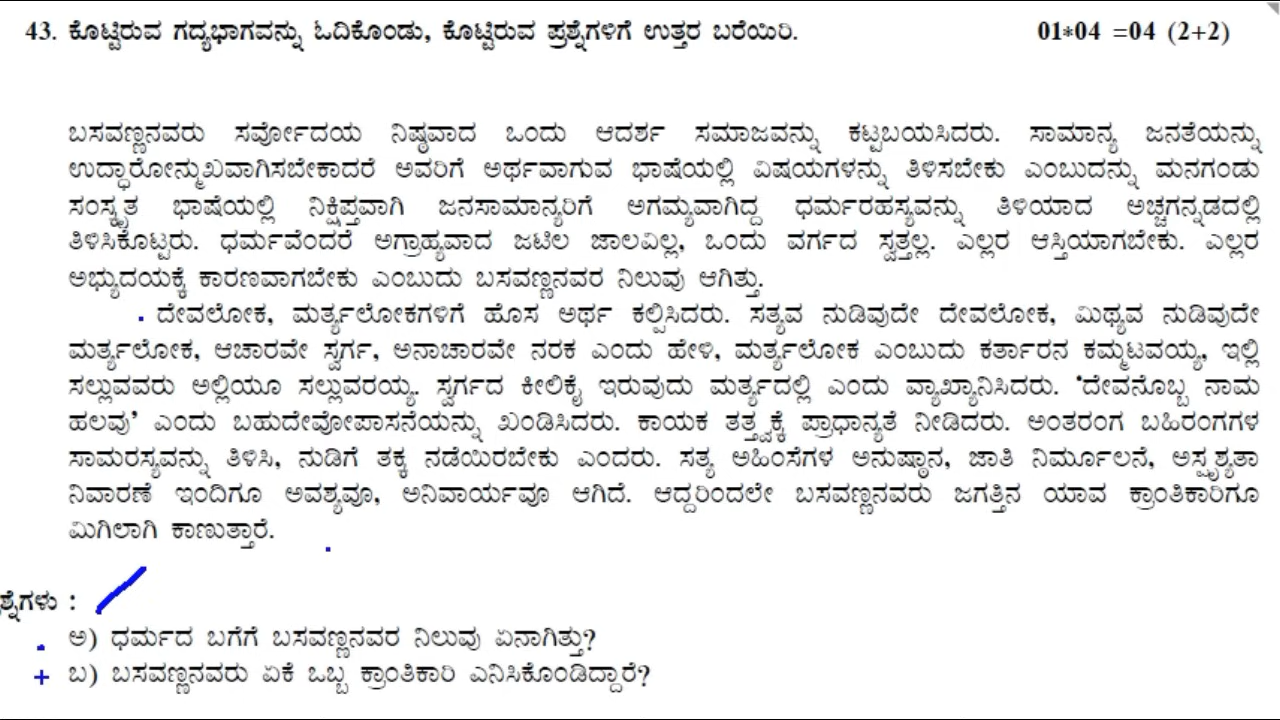 43. ಕೊಟ್ಟಿರುವ ಗದ್ಯಭಾಗವನ್ನು ಓದಿಕೊಂಡು, ಕೊಟ್ಟಿರುವ ಪ್ರಶ್ನೆಗಳಿಗೆ ಉತ್ತರ ಬರೆಯಿರಿ. 01*04 =04 (2+2)
ಬಸವಣ್ಣನವರು ಸರ್ವೋದಯ ನಿಷ್ಠವಾದ ಒಂದು ಆದರ್ಶ ಸಮಾಜವನ್ನು ಕಟ್ಟಬಯಸಿದರು. ಸಾಮಾನ್ಯ ಜನತೆಯನ್ನು
ಉದ್ಧಾರೋನ್ಮುಖವಾಗಿಸಬೇಕಾದರೆ ಅವರಿಗೆ ಅರ್ಥವಾಗುವ ಭಾಷೆಯಲ್ಲಿ ವಿಷಯಗಳನ್ನು ತಿಳಿಸಬೇಕು ಎಂಬುದನ್ನು ಮನಗಂಡು
ಸಂಸ್ಕೃತ ಭಾಷೆಯಲ್ಲಿ ನಿಕ್ಷಿಪ್ತವಾಗಿ ಜನಸಾಮಾನ್ಯರಿಗೆ ಅಗಮ್ಯವಾಗಿದ್ದ ಧರ್ಮರಹಸ್ಯವನ್ನು ತಿಳಿಯಾದ ಅಚ್ಚಗನ್ನಡದಲ್ಲಿ
ತಿಳಿಸಿಕೊಟ್ಟರು. ಧರ್ಮವೆಂದರೆ ಅಗ್ರಾಹ್ಯವಾದ ಜಟಿಲ ಜಾಲವಿಲ್ಲ, ಒಂದು ವರ್ಗದ ಸ್ವತ್ತಲ್ಲ. ಎಲ್ಲರ ಆಸ್ತಿಯಾಗಬೇಕು. ಎಲ್ಲರ
ಅಭ್ಯುದಯಕ್ಕೆ ಕಾರಣವಾಗಬೇಕು ಎಂಬುದು ಬಸವಣ್ಣನವರ ನಿಲುವು ಆಗಿತ್ತು.
ದೇವಲೋಕ, ಮರ್ತ್ಯಲೋಕಗಳಿಗೆ ಹೊಸ ಅರ್ಥ ಕಲ್ಪಿಸಿದರು. ಸತ್ಯವ ನುಡಿವುದೇ ದೇವಲೋಕ, ಮಿಥ್ಯವ ನುಡಿವುದೇ
ಮರ್ತ್ಯಲೋಕ, ಆಚಾರವೇ ಸ್ವರ್ಗ, ಅನಾಚಾರವೇ ನರಕ ಎಂದು ಹೇಳಿ, ಮರ್ತ್ಯಲೋಕ ಎಂಬುದು ಕರ್ತಾರನ ಕಮ್ಮಟವಯ್ಯ, ಇಲ್ಲಿ
ಸಲ್ಲುವವರು ಅಲ್ಲಿಯೂ ಸಲ್ಲುವರಯ್ಯ. ಸ್ವರ್ಗದ ಕೀಲಿಕೈ ಇರುವುದು ಮರ್ತ್ಯದಲ್ಲಿ ಎಂದು ವ್ಯಾಖ್ಯಾನಿಸಿದರು. 'ದೇವನೊಬ್ಬ ನಾಮ
ಹಲವು' ಎಂದು ಬಹುದೇವೋಪಾಸನೆಯನ್ನು ಖಂಡಿಸಿದರು. ಕಾಯಕ ತತ್ತ್ವಕ್ಕೆ ಪ್ರಾಧಾನ್ಯತೆ ನೀಡಿದರು. ಅಂತರಂಗ ಬಹಿರಂಗಗಳ
ಸಾಮರಸ್ಯವನ್ನು ತಿಳಿಸಿ, ನುಡಿಗೆ ತಕ್ಕ ನಡೆಯಿರಬೇಕು ಎಂದರು. ಸತ್ಯ ಅಹಿಂಸೆಗಳ ಅನುಷ್ಠಾನ, ಜಾತಿ ನಿರ್ಮೂಲನೆ, ಅಸ್ಪೃಶ್ಯತಾ
ನಿವಾರಣೆ ಇಂದಿಗೂ ಅವಶ್ಯವೂ, ಅನಿವಾರ್ಯವೂ ಆಗಿದೆ. ಆದ್ದರಿಂದಲೇ ಬಸವಣ್ಣನವರು ಜಗತ್ತಿನ ಯಾವ ಕ್ರಾಂತಿಕಾರಿಗೂ
ಮಿಗಿಲಾಗಿ ಕಾಣುತ್ತಾರೆ.
ಶ್ನೆಗಳು :
ಅ) ಧರ್ಮದ ಬಗೆಗೆ ಬಸವಣ್ಣನವರ ನಿಲುವು ಏನಾಗಿತ್ತು?
ಬ) ಬಸವಣ್ಣನವರು ಏಕೆ ಒಬ್ಬ ಕ್ರಾಂತಿಕಾರಿ ಎನಿಸಿಕೊಂಡಿದ್ದಾರೆ?